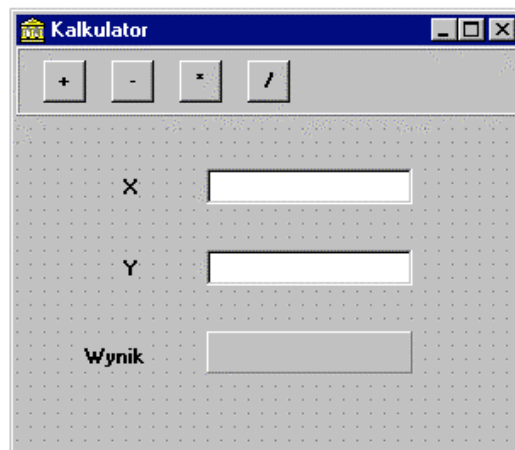 Kalkulator
+ - * /
X
Y
Wynik